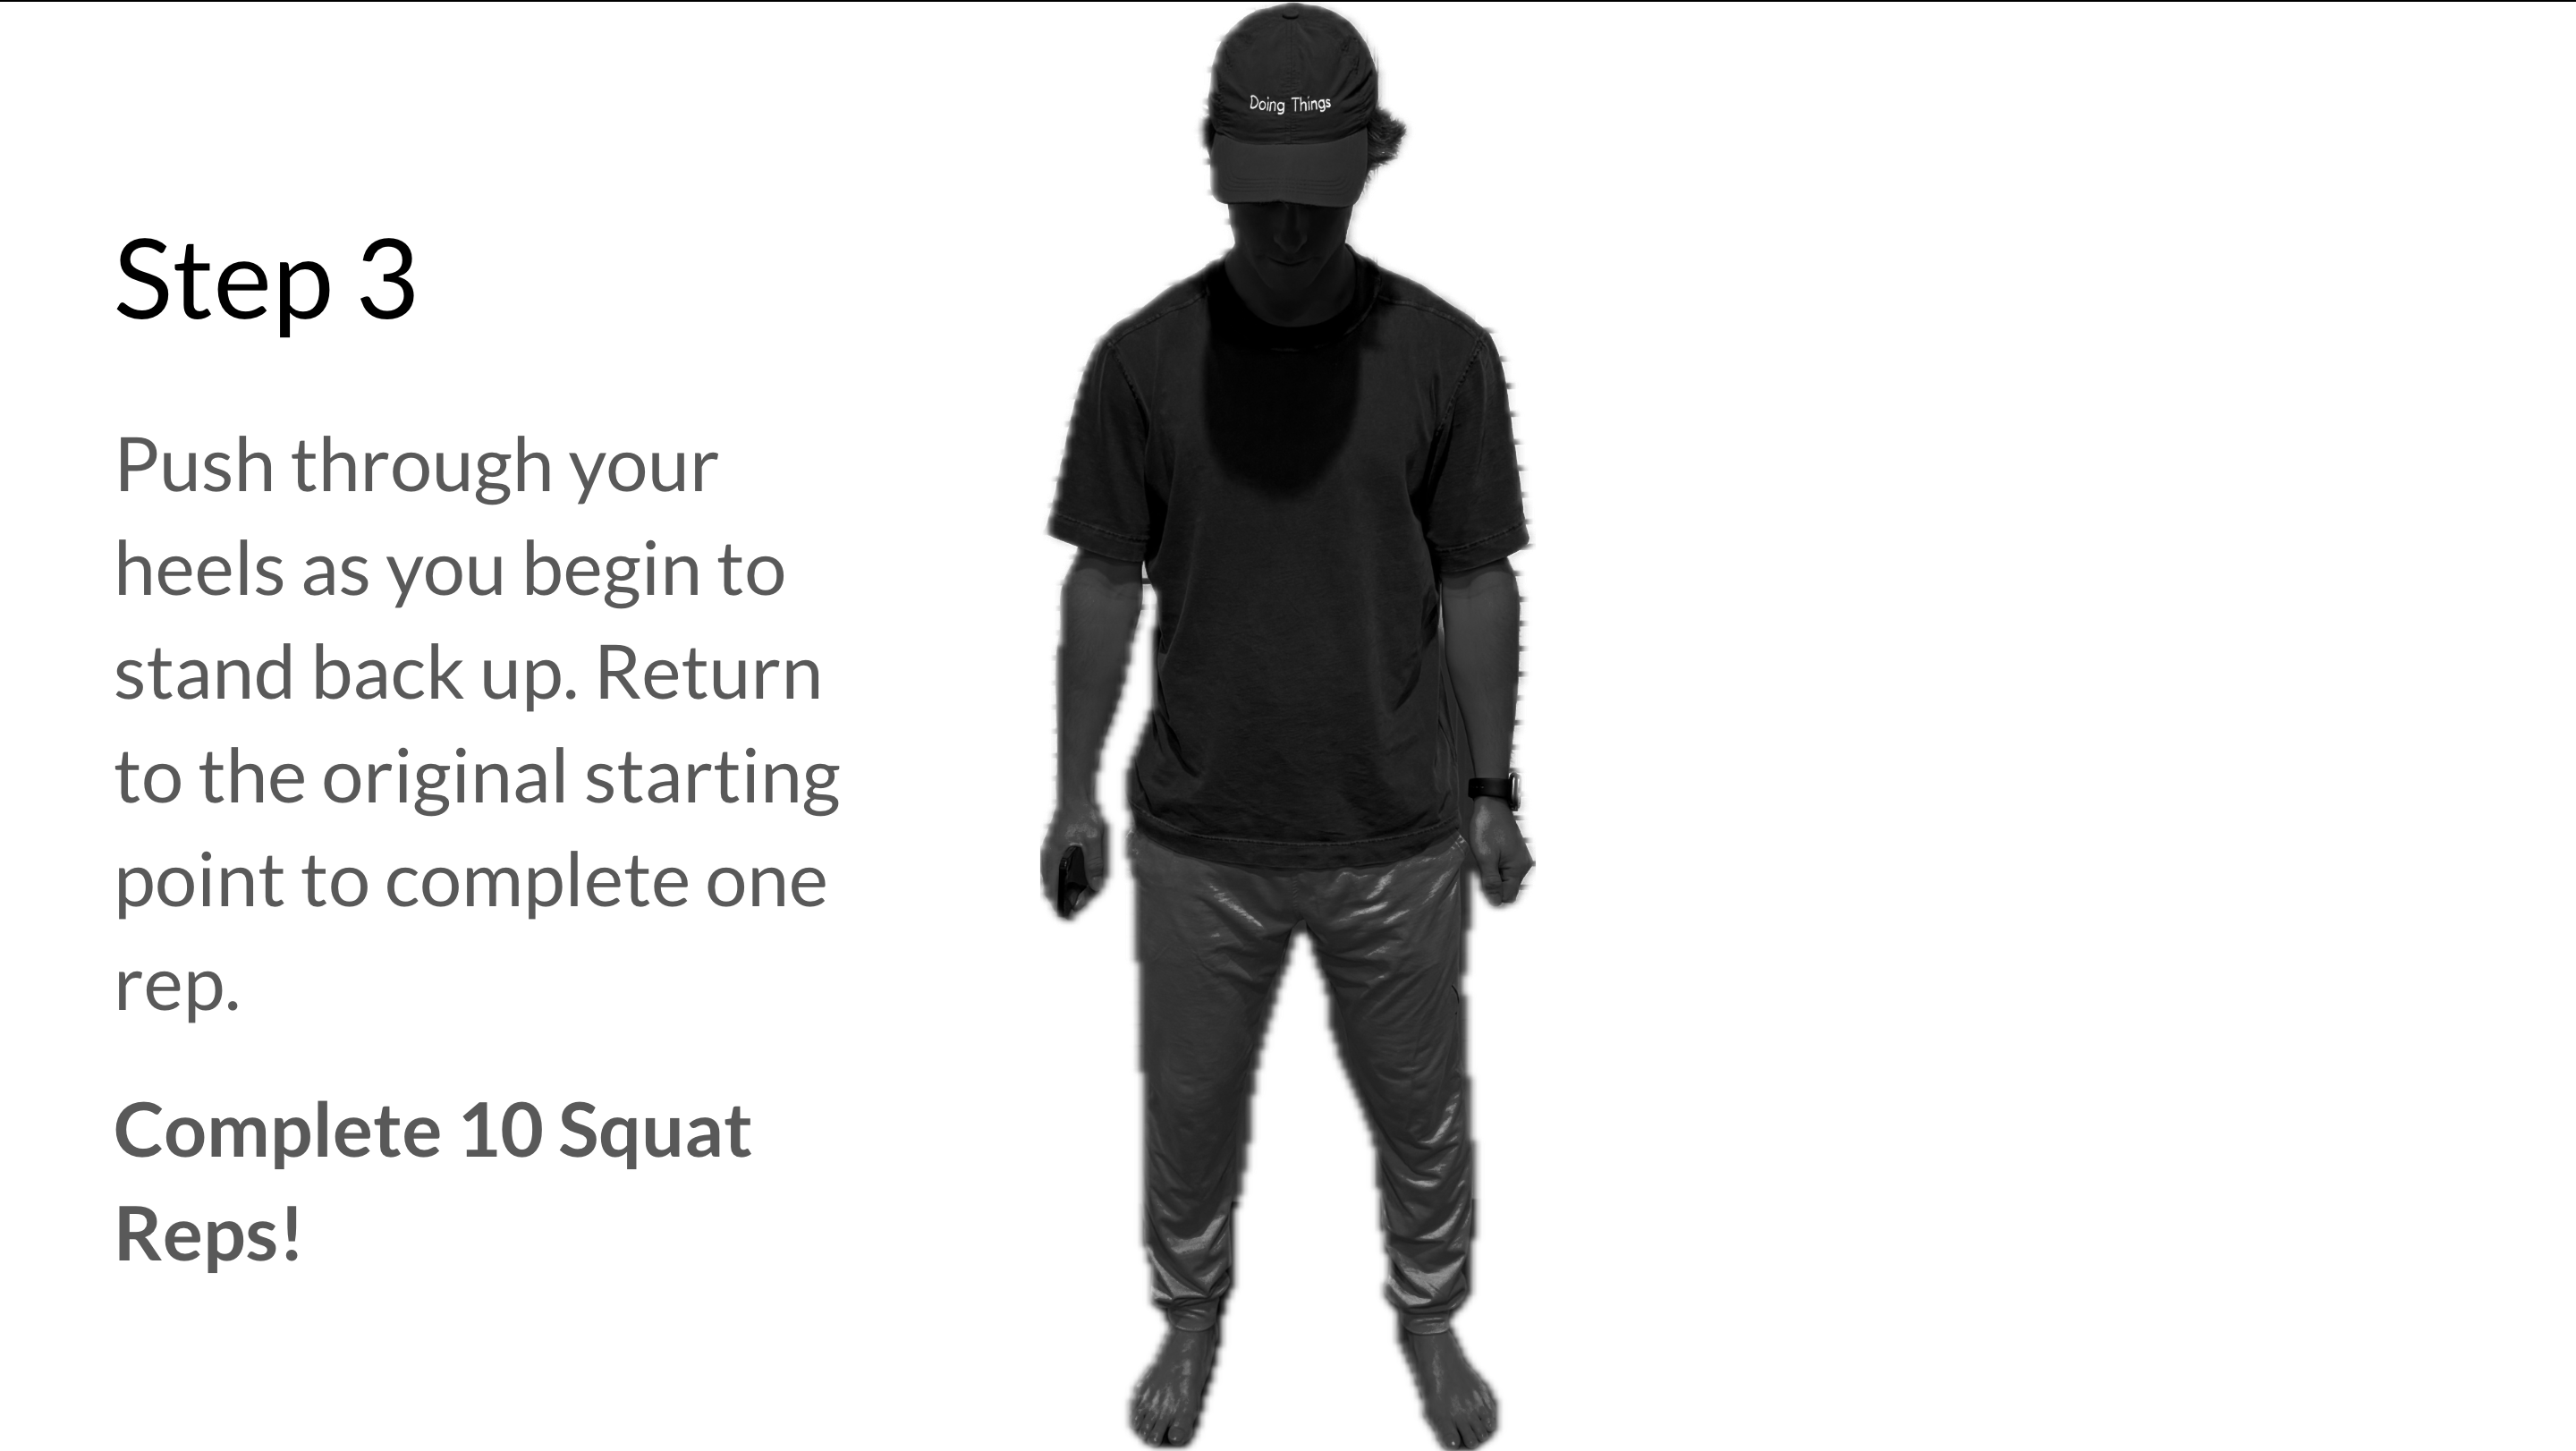 Doing Things
Step 3
Push through your
heels as you begin to
stand back up. Return
to the original starting
point to complete one
rep.
Complete 10 Squat
Reps!